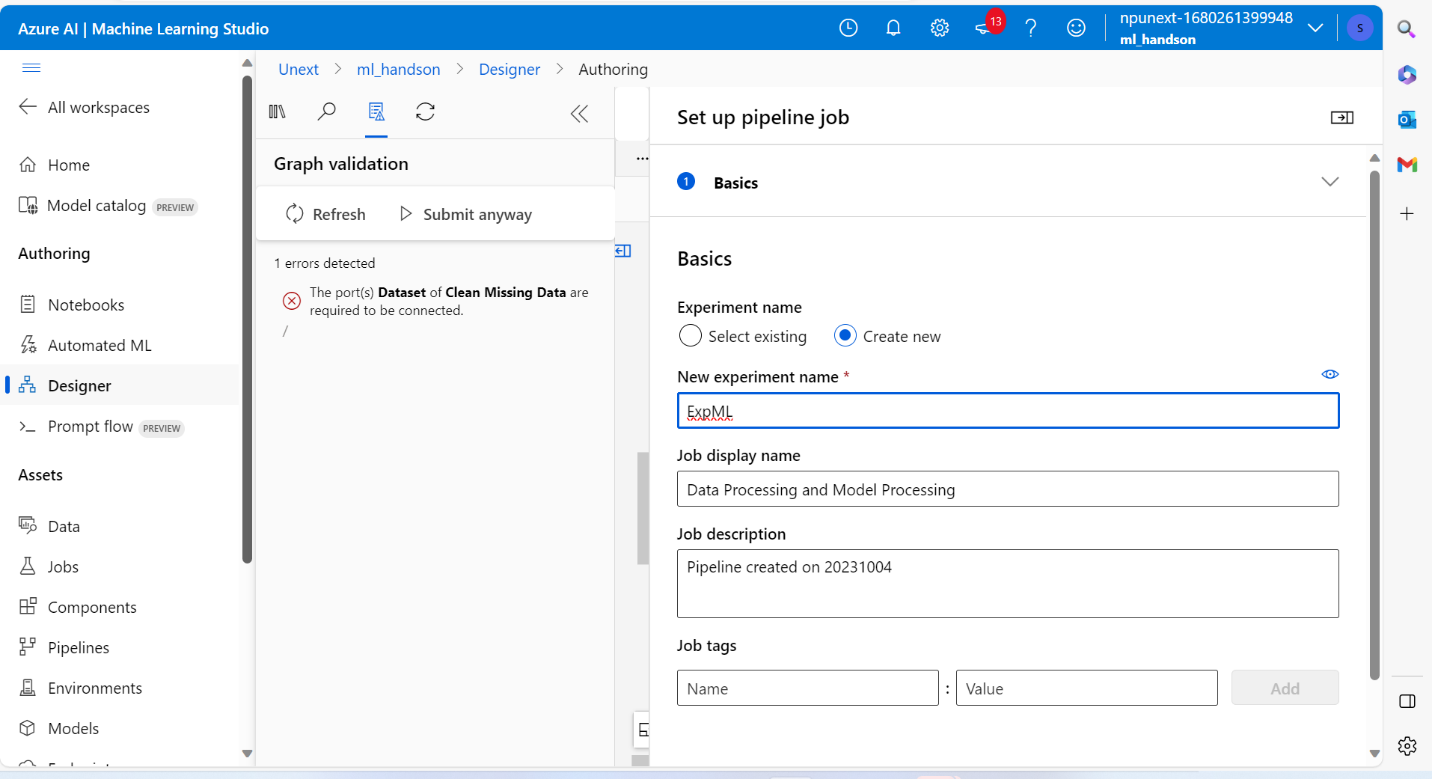 Azure AI | Machine Learning Studio
13
npunext-1680261399948
ml_handson
S
All workspaces
Home
Model catalog PREVIEW
Authoring
Notebooks
Automated ML
Designer
Prompt flow PREVIEW
Assets
Data
Jobs
Components
Pipelines
Environments
Models
Unext > ml_handson > Designer > Authoring
Graph validation
Refresh Submit anyway
1 errors detected
The port(s) Dataset of Clean Missing Data are
required to be connected.
/
...
Set up pipeline job
1 Basics
Basics
Experiment name
Select existing Create new
New experiment name *
ExpML
Job display name
Data Processing and Model Processing
Job description
Pipeline created on 20231004
Job tags
Name : Value Add